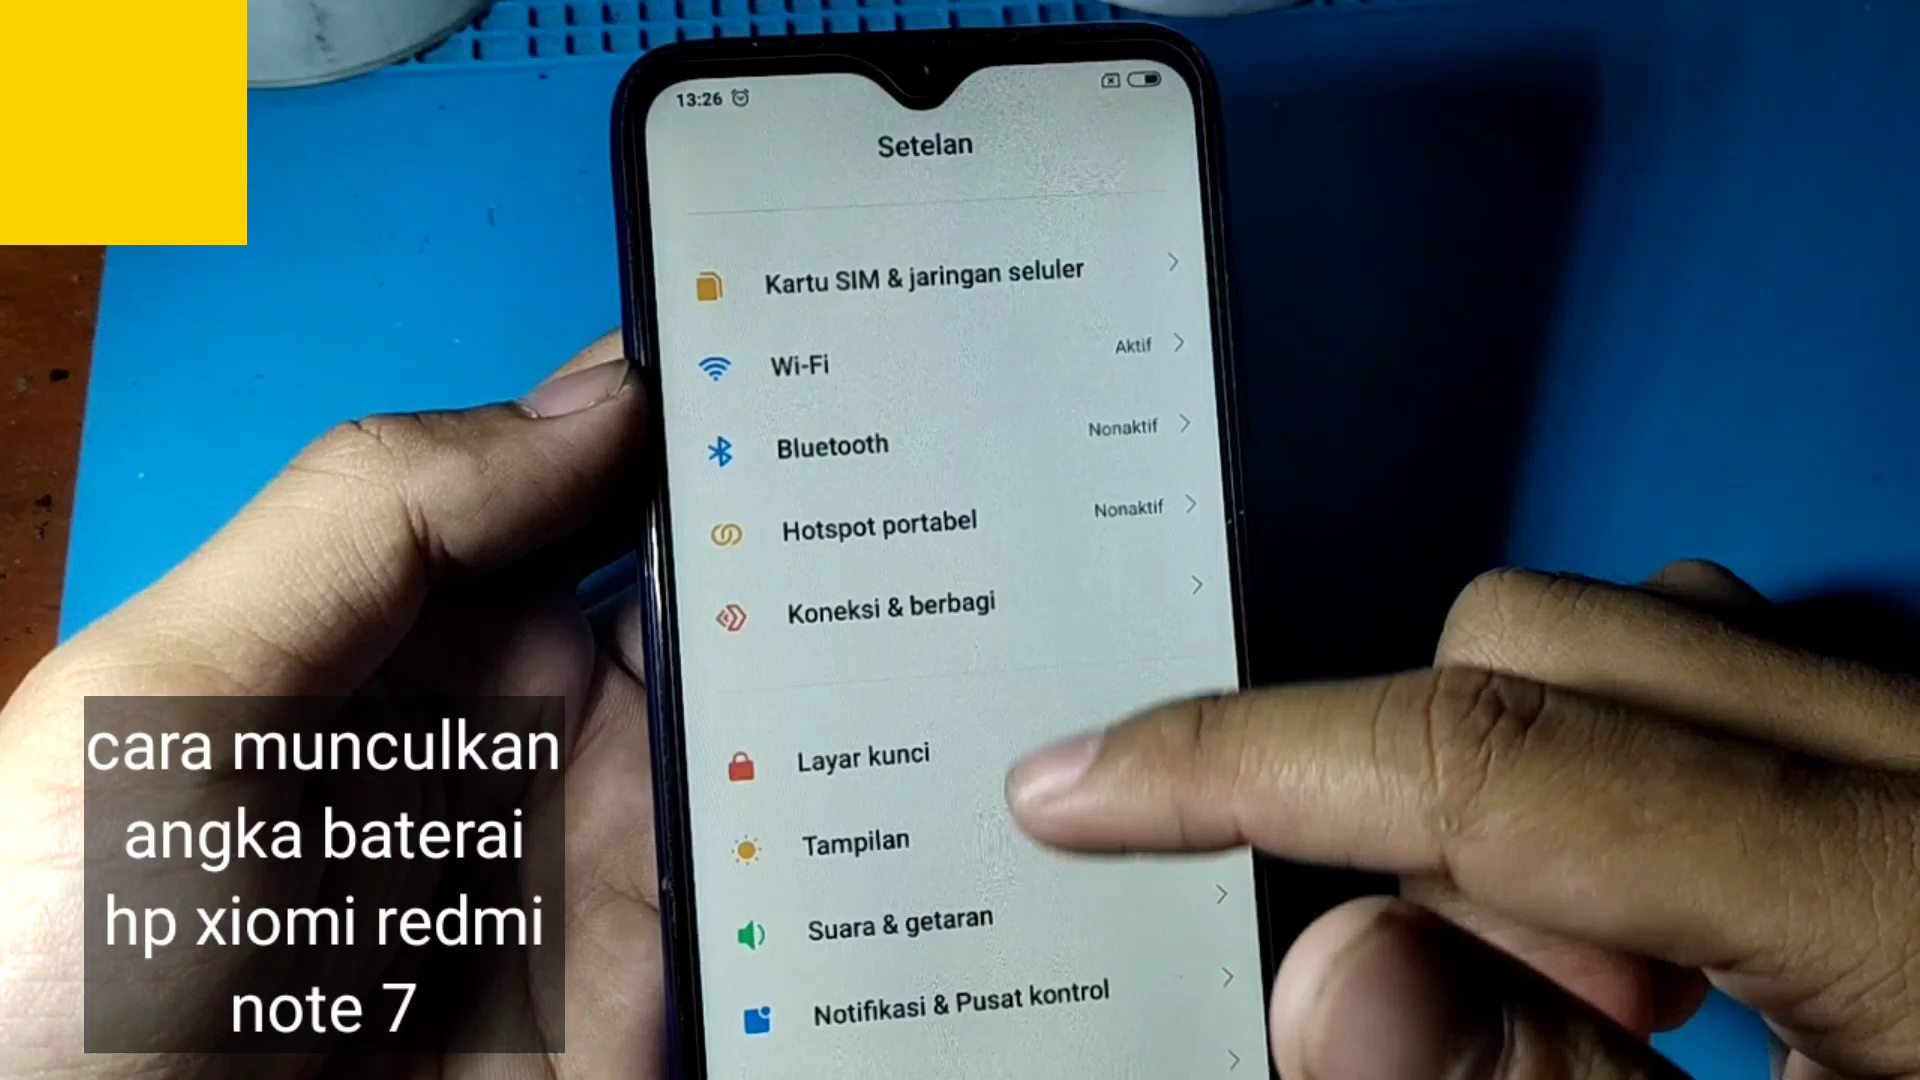 13:26
Setelan
Kartu SIM & jaringan seluler
Wi-Fi Aktif
Bluetooth Nonaktif
Hotspot portabel Nonaktif
Koneksi & berbagi
Layar kunci
Tampilan
Suara & getaran
Notifikasi & Pusat kontrol
cara munculkan
angka baterai
hp xiomi redmi
note 7